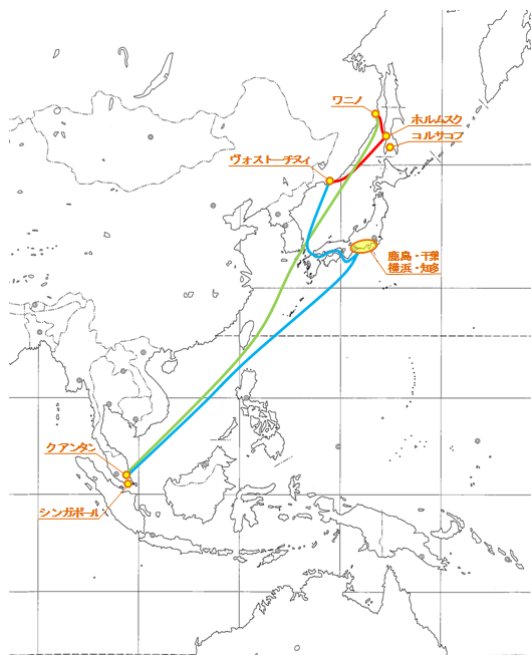 ワニノ
ホルムスク
コルサコフ
ヴォストーチヌィ
鹿島・千葉
横浜・知多
クアンタン
シンガポール